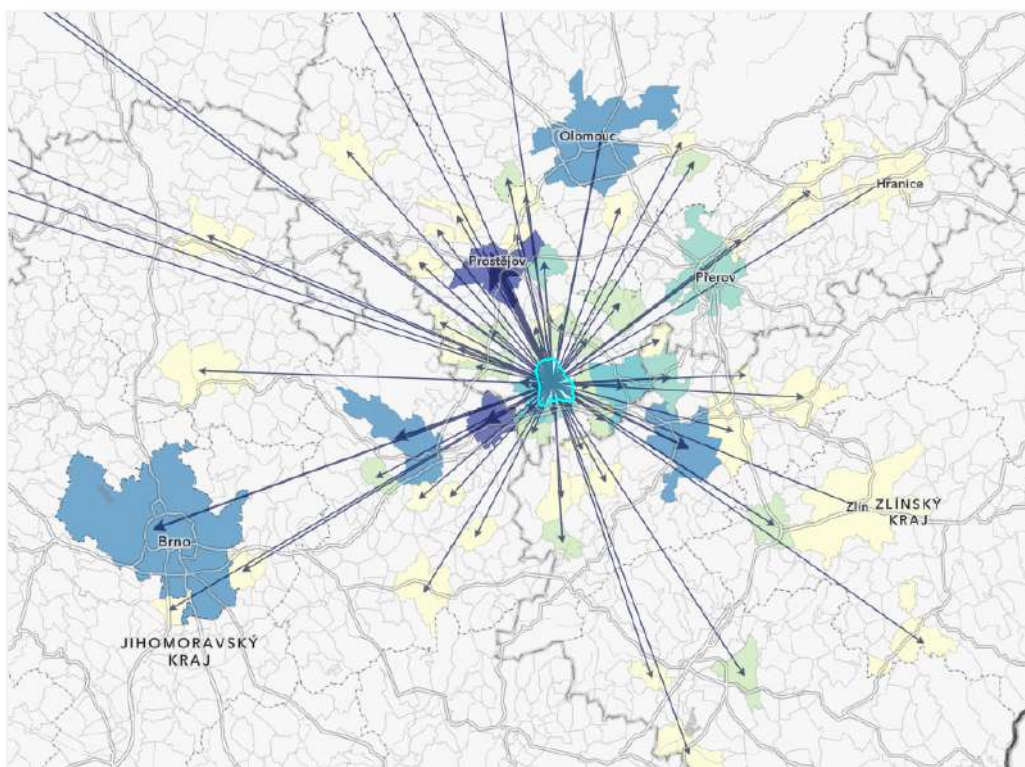 Olomouc
Hranice
Prostějov
Přerov
Zlín
ZLÍNSKÝ
KRAJ
Brno
JIHOMORAVSKÝ
KRAJ